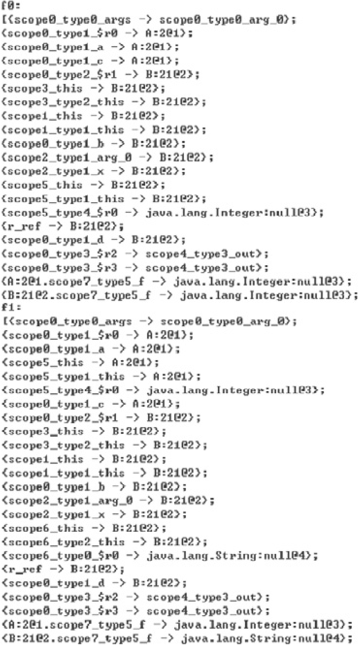 f0:
[<scope0_type0_args -> scope0_type0_arg_0>;
<scope0_type1_$r0 -> A:2@1>;
<scope0_type1_a -> A:2@1>;
<scope0_type1_c -> A:2@1>;
<scope0_type2_$r1 -> B:21@2>;
<scope3_this -> B:21@2>;
<scope3_type2_this -> B:21@2>;
<scope1_this -> B:21@2>;
<scope1_type1_this -> B:21@2>;
<scope0_type1_b -> B:21@2>;
<scope2_type1_arg_0 -> B:21@2>;
<scope2_type1_x -> B:21@2>;
<scope5_this -> B:21@2>;
<scope5_type1_this -> B:21@2>;
<scope5_type4_$r0 -> java.lang.Integer:null@3>;
<r_ref -> B:21@2>;
<scope0_type1_d -> B:21@2>;
<scope0_type3_$r2 -> scope4_type3_out>;
<scope0_type3_$r3 -> scope4_type3_out>;
<A:2@1.scope7_type5_f -> java.lang.Integer:null@3>;
<B:21@2.scope7_type5_f -> java.lang.Integer:null@3>;
f1:
[<scope0_type0_args -> scope0_type0_arg_0>;
<scope0_type1_$r0 -> A:2@1>;
<scope0_type1_a -> A:2@1>;
<scope5_this -> A:2@1>;
<scope5_type1_this -> A:2@1>;
<scope5_type4_$r0 -> java.lang.Integer:null@3>;
<scope0_type1_c -> A:2@1>;
<scope0_type2_$r1 -> B:21@2>;
<scope3_this -> B:21@2>;
<scope3_type2_this -> B:21@2>;
<scope1_this -> B:21@2>;
<scope1_type1_this -> B:21@2>;
<scope0_type1_b -> B:21@2>;
<scope2_type1_arg_0 -> B:21@2>;
<scope2_type1_x -> B:21@2>;
<scope6_this -> B:21@2>;
<scope6_type2_this -> B:21@2>;
<scope6_type0_$r0 -> java.lang.String:null@4>;
<r_ref -> B:21@2>;
<scope0_type1_d -> B:21@2>;
<scope0_type3_$r2 -> scope4_type3_out>;
<scope0_type3_$r3 -> scope4_type3_out>;
<A:2@1.scope7_type5_f -> java.lang.Integer:null@3>;
<B:21@2.scope7_type5_f -> java.lang.String:null@4>;